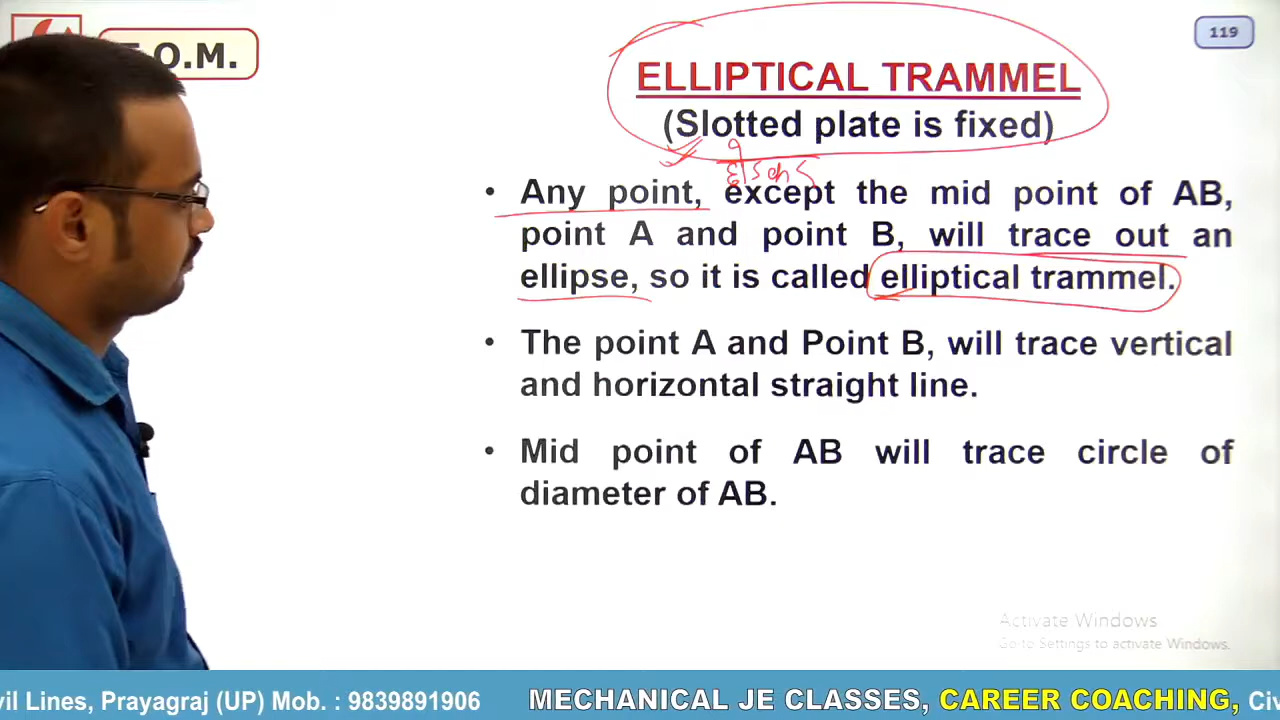 T.O.M.
119
ELLIPTICAL TRAMMEL
(Slotted plate is fixed)
• Any point, except the mid point of AB,
point A and point B, will trace out an
ellipse, so it is called elliptical trammel.
• The point A and Point B, will trace vertical
and horizontal straight line.
• Mid point of AB will trace circle of
diameter of AB.
Activate Windows
Go to Settings to activate Windows.
vil Lines, Prayagraj (UP) Mob. : 9839891906 MECHANICAL JE CLASSES, CAREER COACHING, Civ